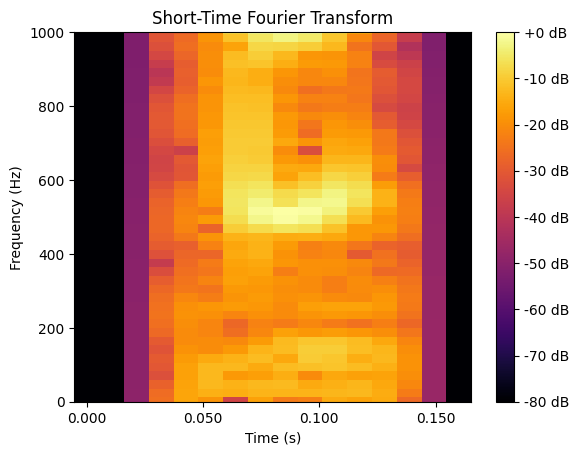 Short-Time Fourier Transform
1000
800
600
400
200
0
Frequency (Hz)
0.000
0.050
0.100
0.150
Time (s)
+0 dB
-10 dB
-20 dB
-30 dB
-40 dB
-50 dB
-60 dB
-70 dB
-80 dB